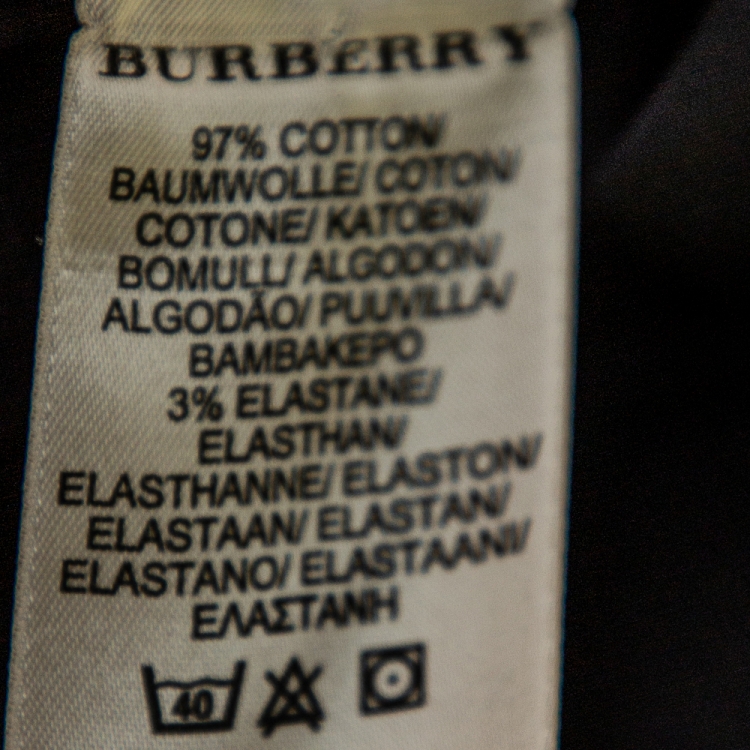 BURBERRY
97% COTTON/
BAUMWOLLE/ COTON/
COTONE/ KATOEN/
BOMULL/ ALGODON/
ALGODÃO/ PUUVILLA/
BAMBAKEPO
3% ELASTANE/
ELASTHAN/
ELASTHANNE/ ELASTON/
ELASTAAN/ ELASTAN/
ELASTANO/ ELASTAANI/
ΕΛΑΣΤΑΝΗ
40